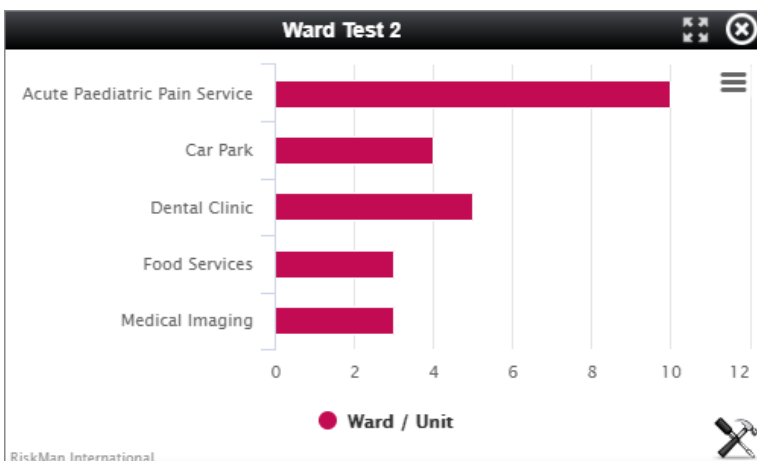 Ward Test 2
Acute Paediatric Pain Service
Car Park
Dental Clinic
Food Services
Medical Imaging
0 2 4 6 8 10 12
Ward / Unit
RiskMan International